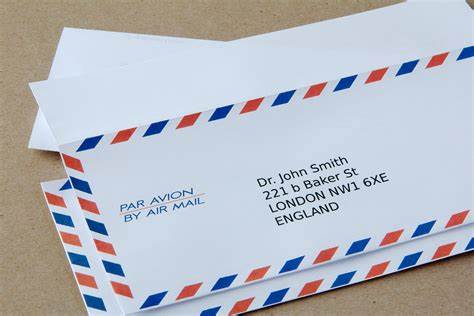 PAR AVION
BY AIR MAIL
Dr. John Smith
221 b Baker St
LONDON NW1 6XE
ENGLAND